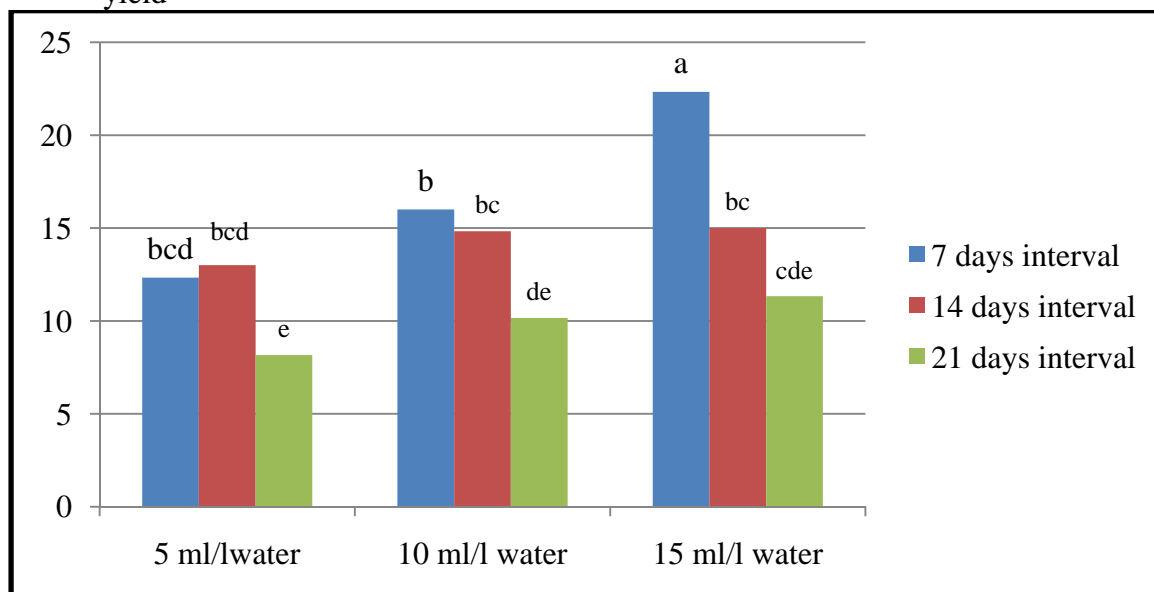 yield
25
20
15
10
5
0
a
b
bc
bc
bcd
bcd
cde
de
e
7 days interval
14 days interval
21 days interval
5 ml/lwater 10 ml/l water 15 ml/l water